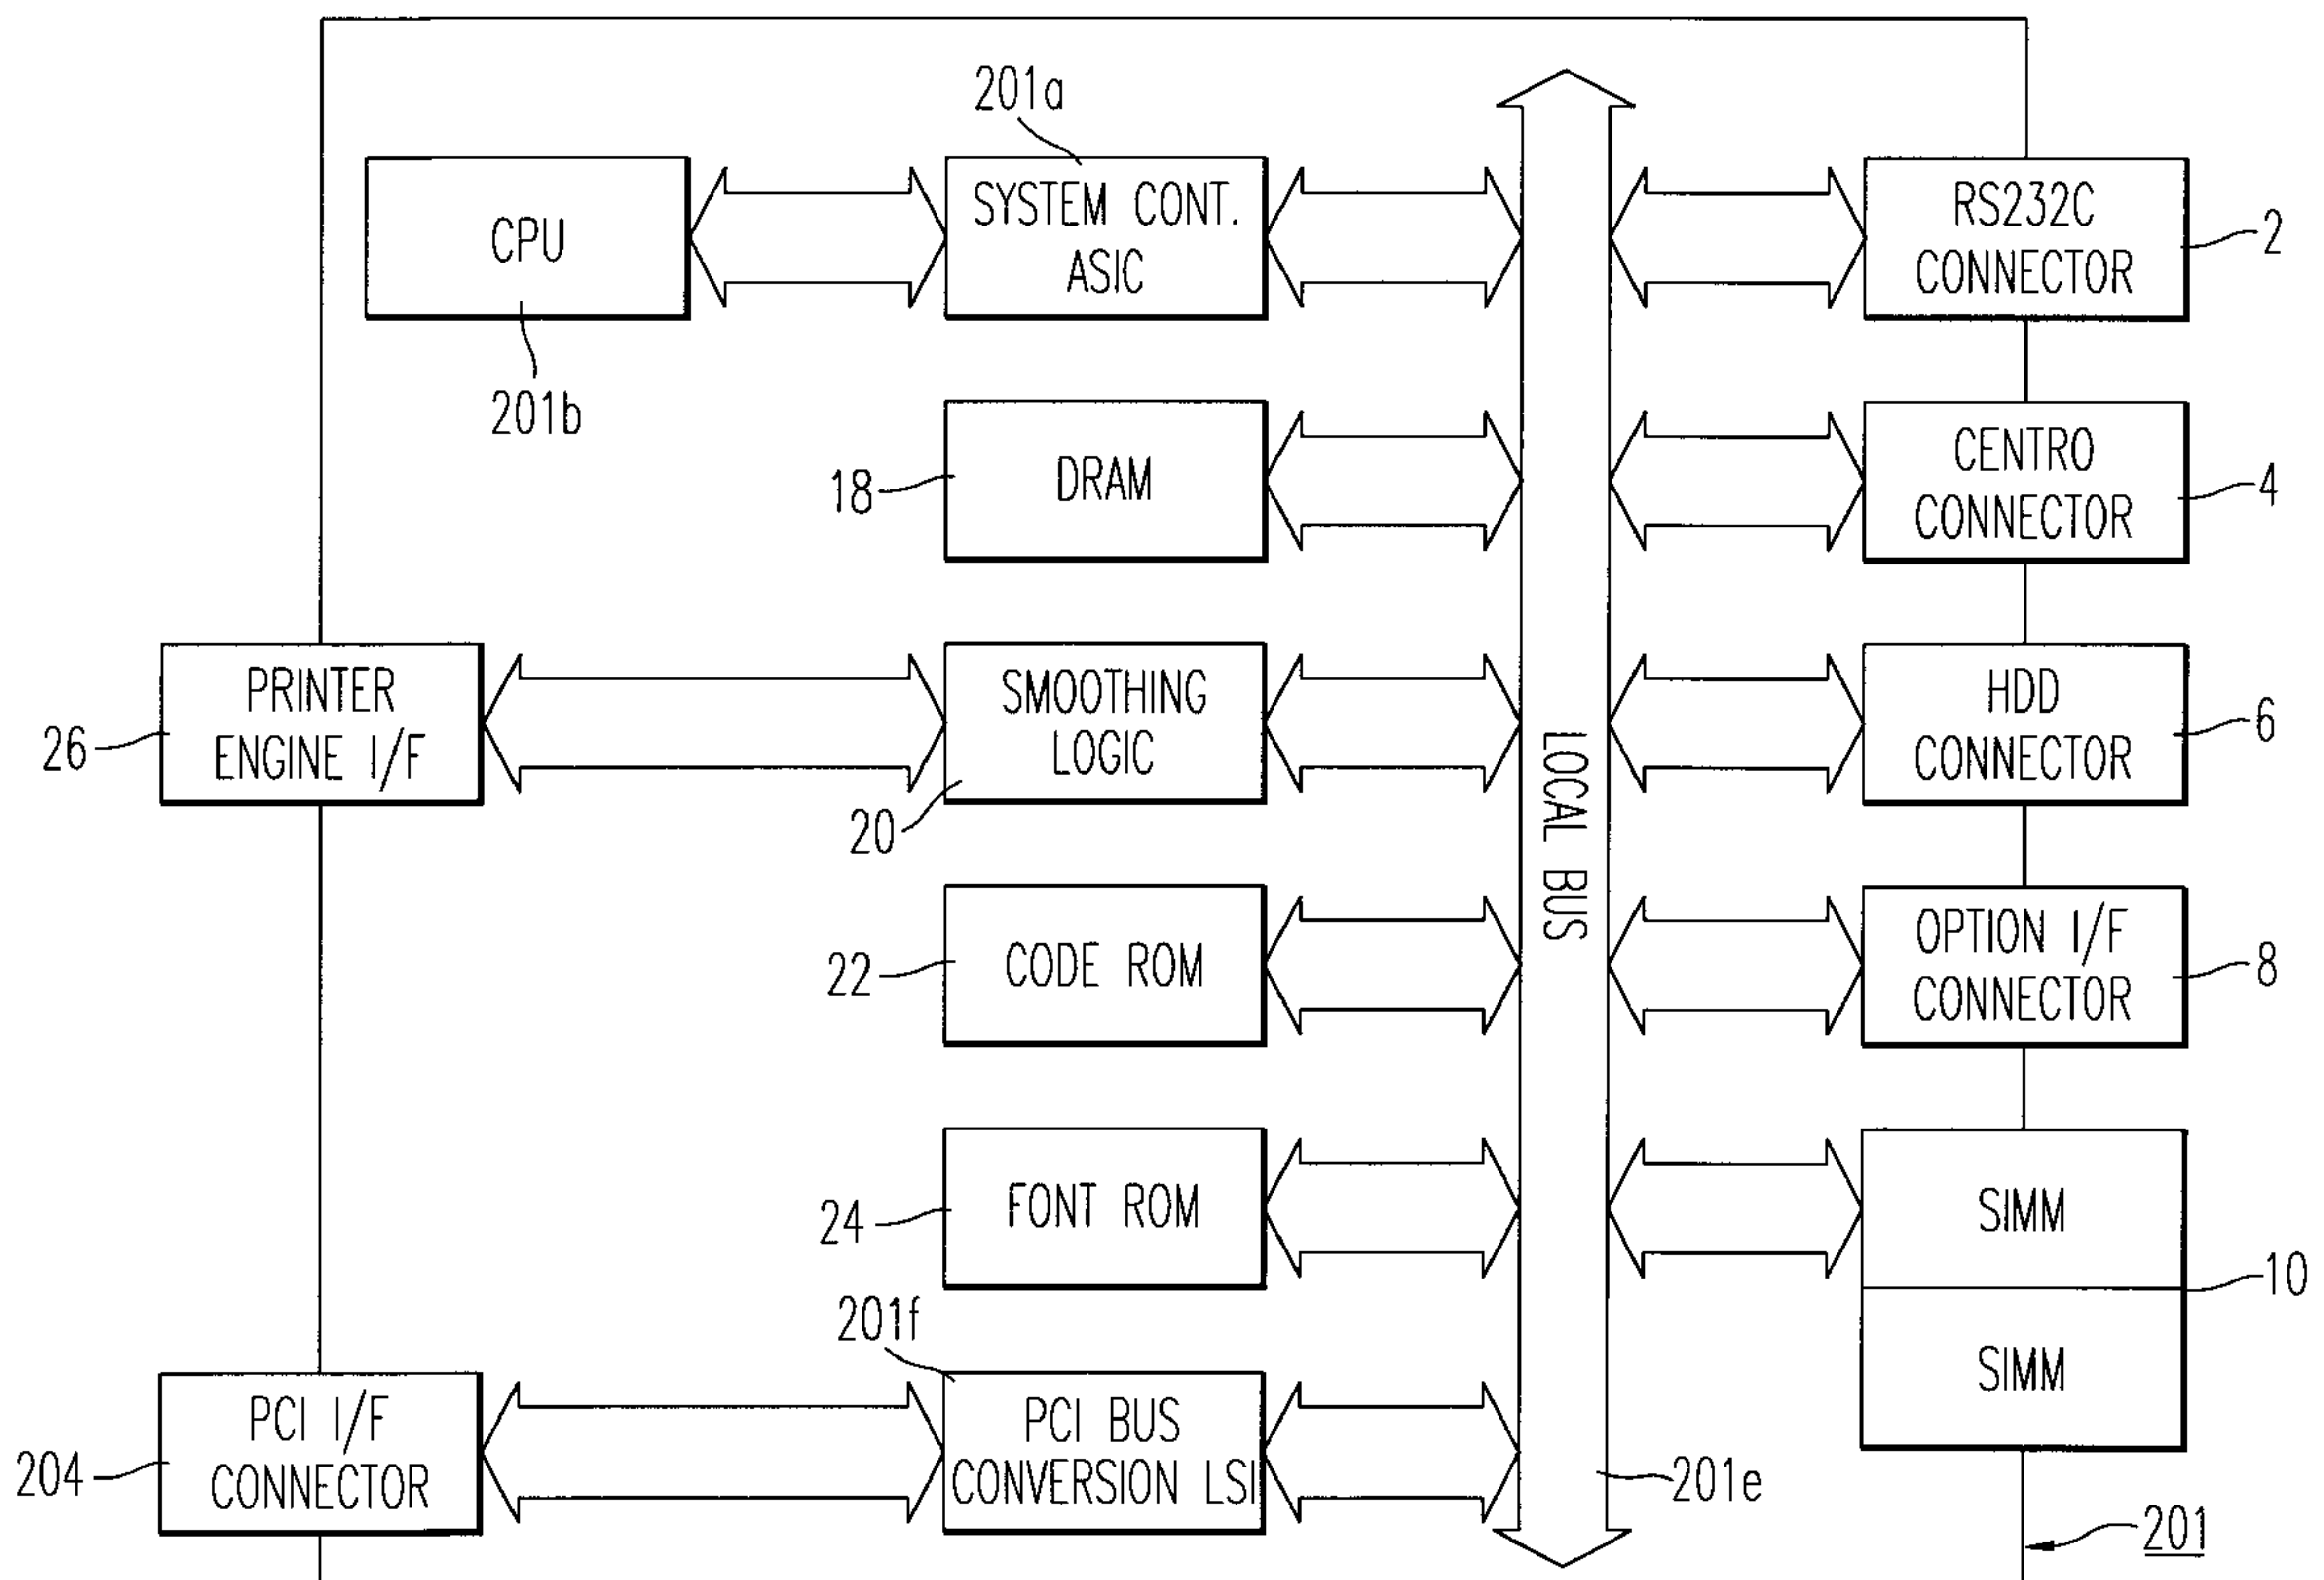 201a
CPU
201b
SYSTEM CONT.
ASIC
RS232C
CONNECTOR
2
18
DRAM
CENTRO
CONNECTOR
4
26
PRINTER
ENGINE I/F
SMOOTHING
LOGIC
20
LOCAL BUS
HDD
CONNECTOR
6
22
CODE ROM
OPTION I/F
CONNECTOR
8
24
FONT ROM
SIMM
SIMM
10
201f
204
PCI I/F
CONNECTOR
PCI BUS
CONVERSION LSI
201e
201